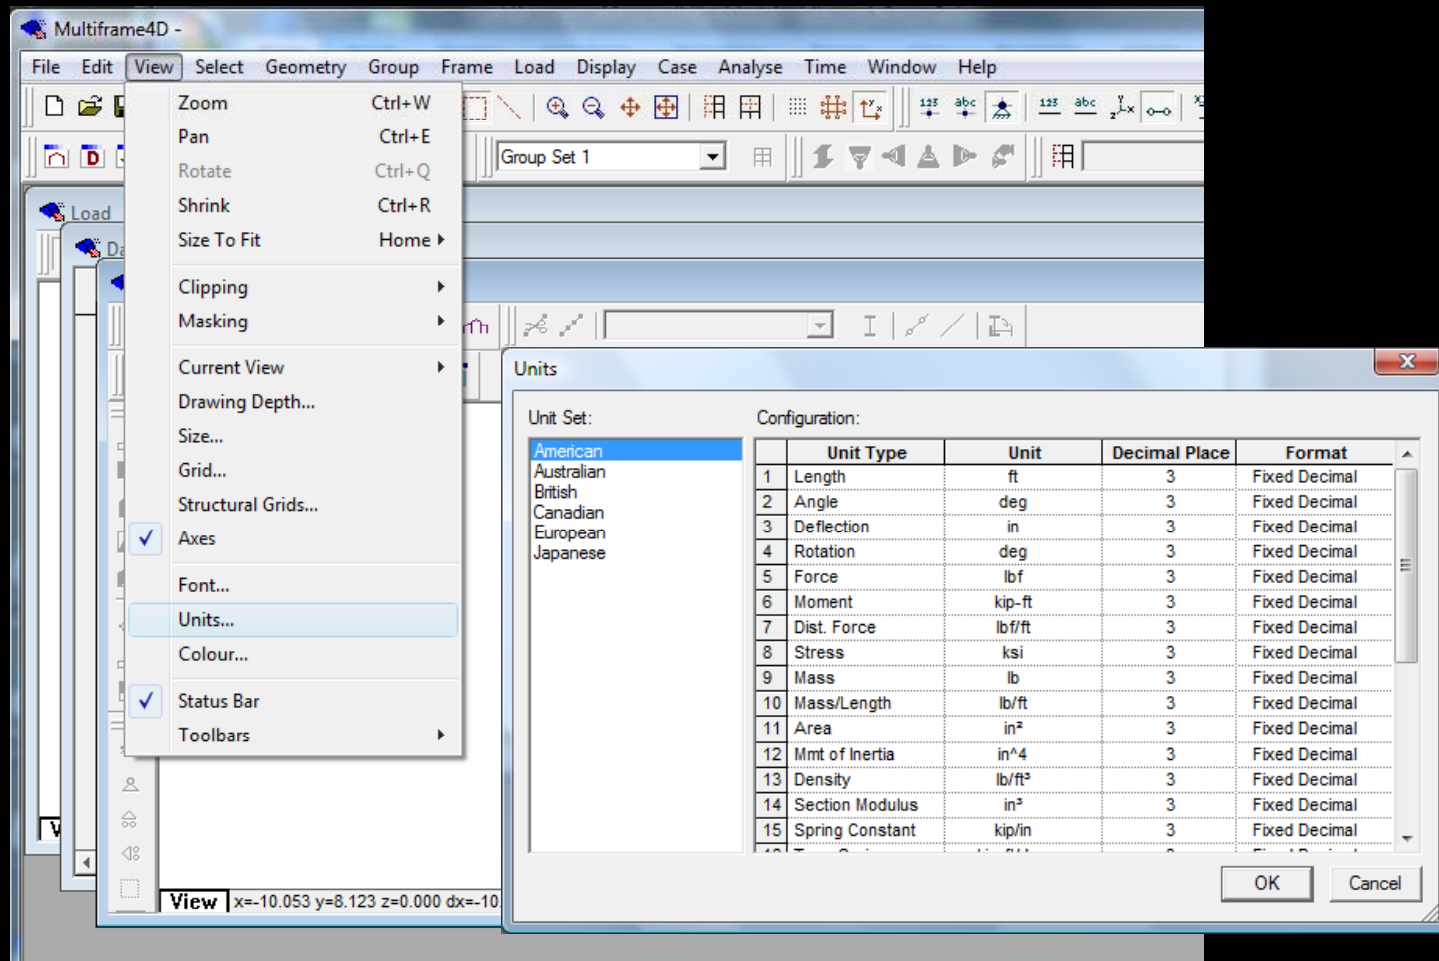 Multiframe4D -
File Edit View Select Geometry Group Frame Load Display Case Analyse Time Window Help
123 abc 123 abc
D Group Set 1
Load
Da
Zoom Ctrl+W
Pan Ctrl+E
Rotate Ctrl+Q
Shrink Ctrl+R
Size To Fit Home
Clipping
Masking
Current View
Drawing Depth...
Size...
Grid...
Structural Grids...
Axes
Font...
Units...
Colour...
Status Bar
Toolbars
View x=-10.053 y=8.123 z=0.000 dx=-10.
Units
Unit Set: Configuration:
American
Australian
British
Canadian
European
Japanese
Unit Type Unit Decimal Place Format
1 Length ft 3 Fixed Decimal
2 Angle deg 3 Fixed Decimal
3 Deflection in 3 Fixed Decimal
4 Rotation deg 3 Fixed Decimal
5 Force lbf 3 Fixed Decimal
6 Moment kip-ft 3 Fixed Decimal
7 Dist. Force lbf/ft 3 Fixed Decimal
8 Stress ksi 3 Fixed Decimal
9 Mass lb 3 Fixed Decimal
10 Mass/Length lb/ft 3 Fixed Decimal
11 Area in² 3 Fixed Decimal
12 Mmt of Inertia in^4 3 Fixed Decimal
13 Density lb/ft³ 3 Fixed Decimal
14 Section Modulus in³ 3 Fixed Decimal
15 Spring Constant kip/in 3 Fixed Decimal
OK Cancel